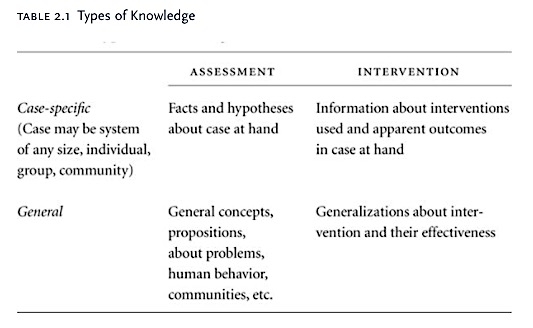 TABLE 2.1 Types of Knowledge
ASSESSMENT INTERVENTION
Case-specific Facts and hypotheses Information about interventions
(Case may be system about case at hand used and apparent outcomes
of any size, individual, in case at hand
group, community)
General General concepts, Generalizations about inter-
propositions, vention and their effectiveness
about problems,
human behavior,
communities, etc.